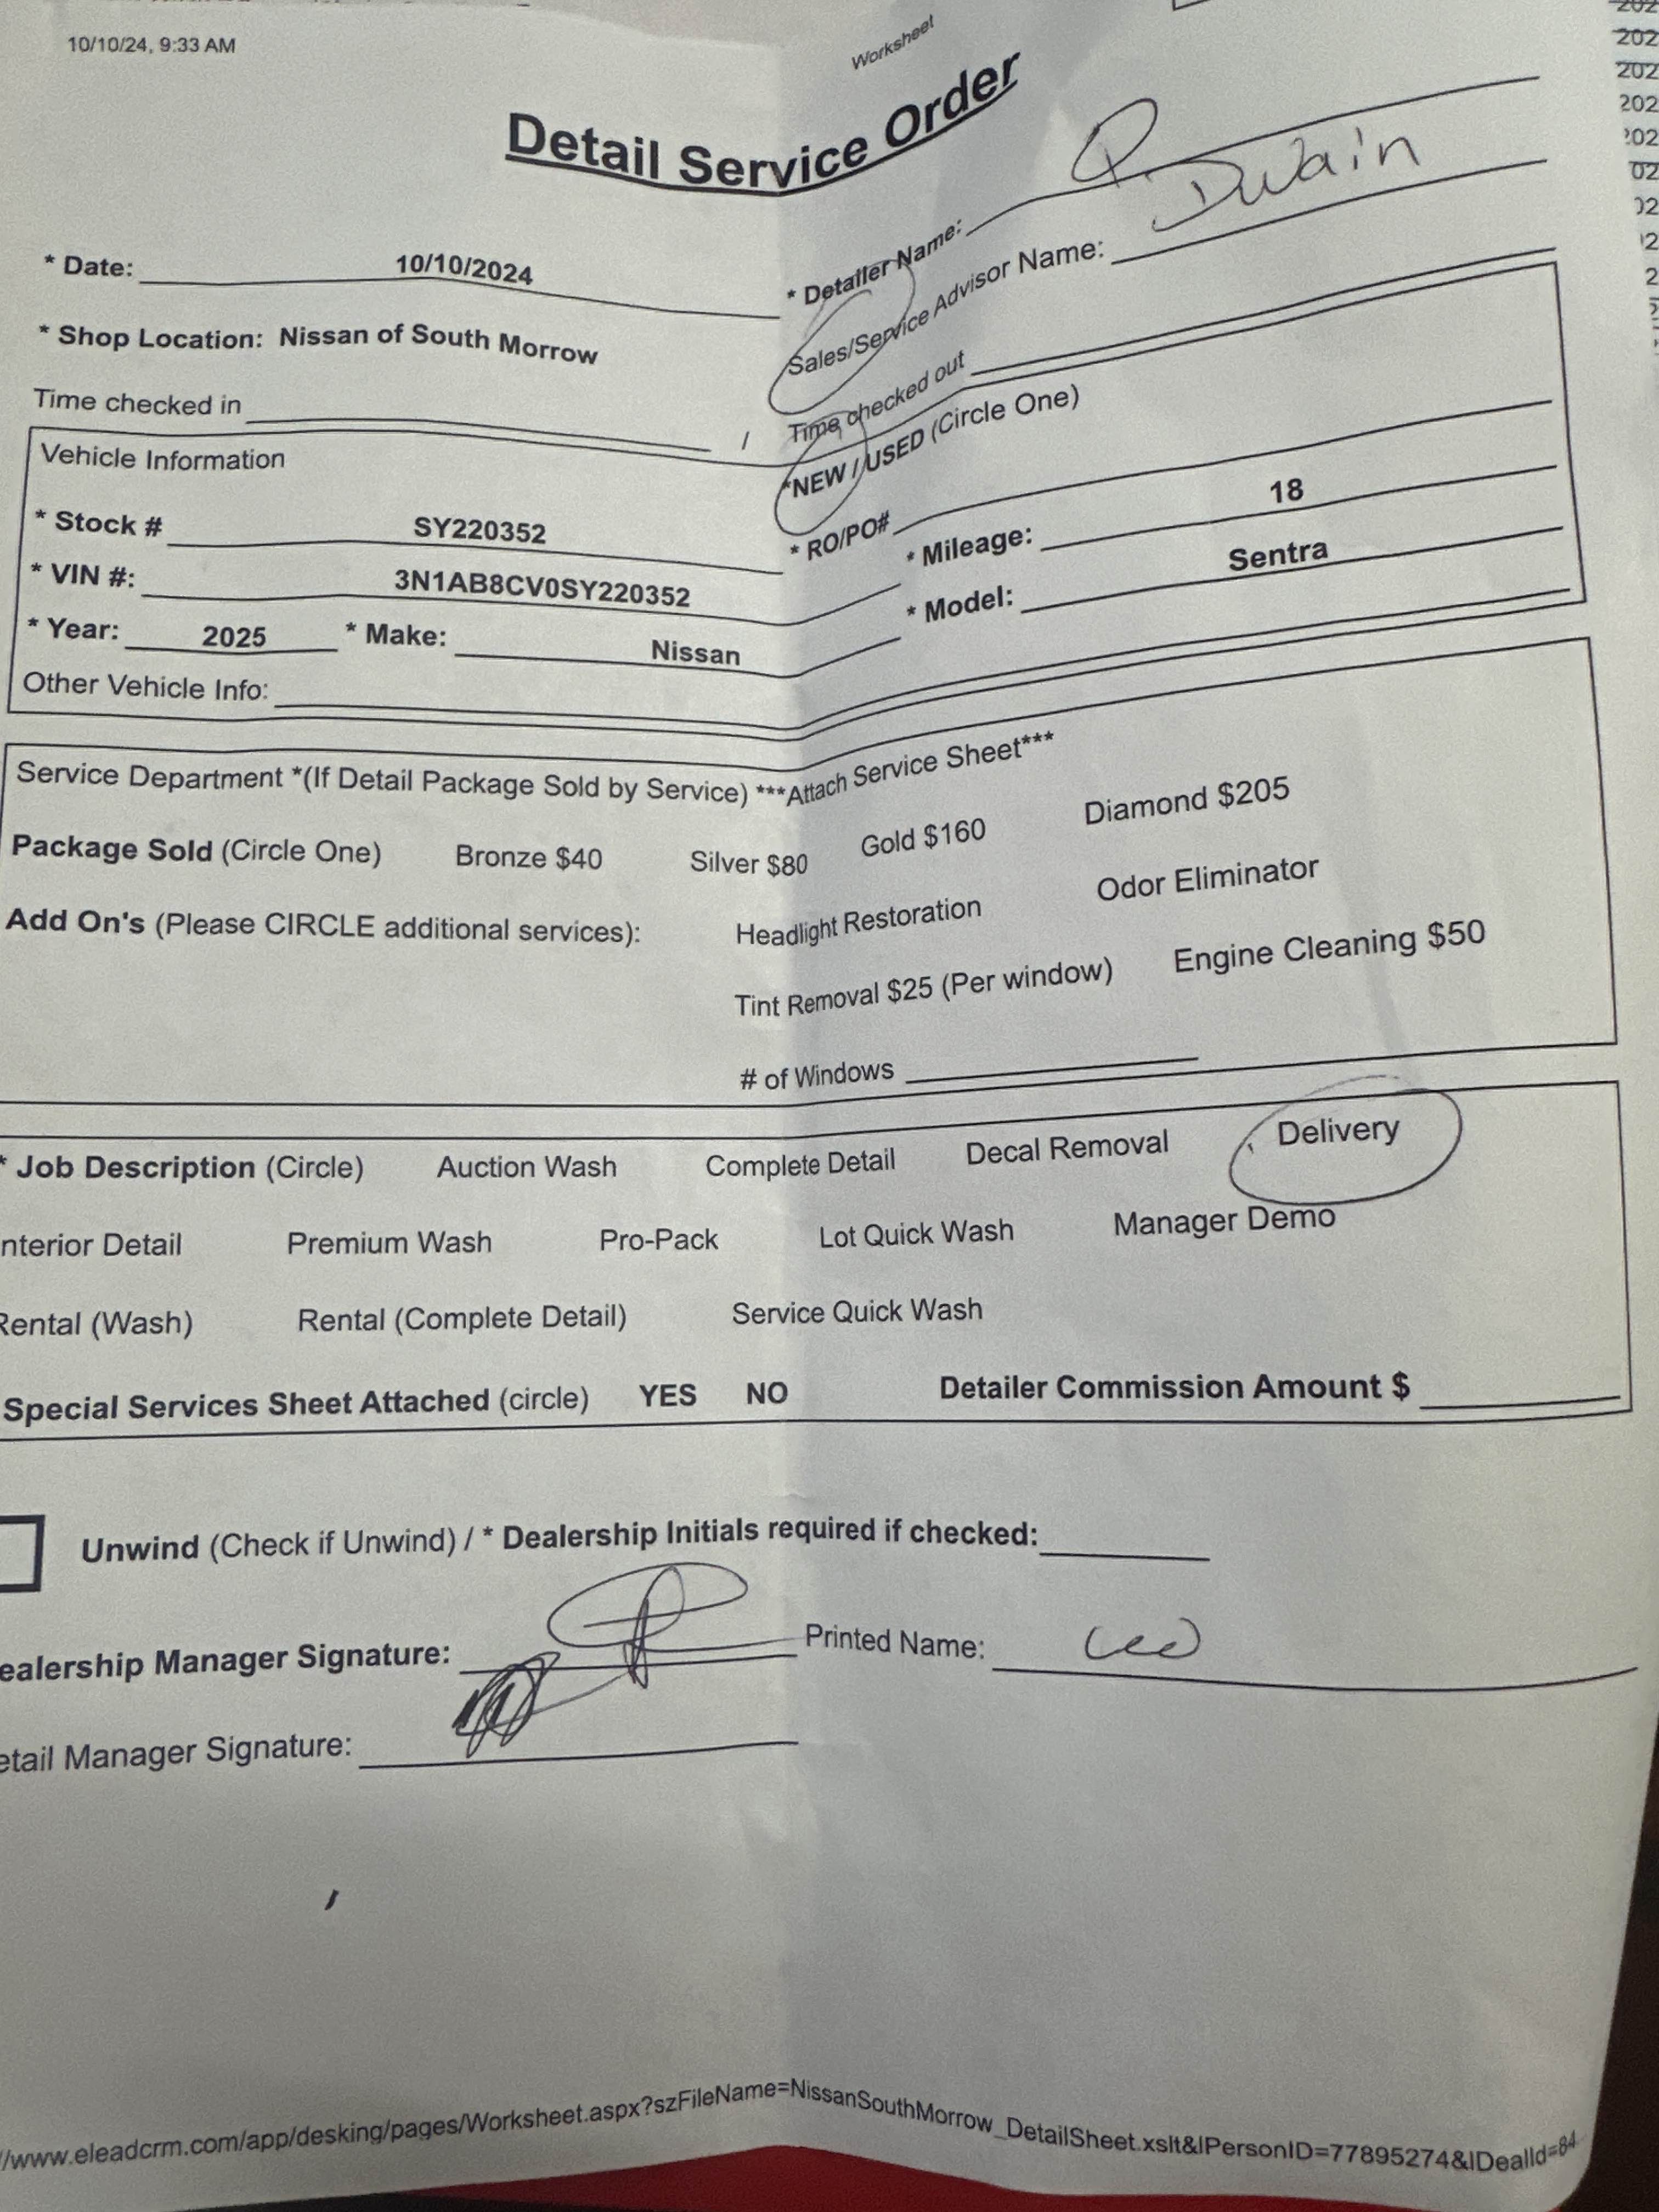 10/10/24, 9:33 AM
Worksheet
Detail Service Order
* Date: 10/10/2024
* Detailer Name: Q
* Shop Location: Nissan of South Morrow
Sales/Service Advisor Name: Dwain
Time checked in / Time checked out
Vehicle Information
*NEW / USED (Circle One)
* Stock # SY220352
* RO/PO#
* VIN #: 3N1AB8CV0SY220352
* Mileage: 18
* Year: 2025 * Make: Nissan
* Model: Sentra
Other Vehicle Info:
Service Department *(If Detail Package Sold by Service) ***Attach Service Sheet***
Package Sold (Circle One) Bronze $40 Silver $80 Gold $160 Diamond $205
Add On's (Please CIRCLE additional services): Headlight Restoration Odor Eliminator
Tint Removal $25 (Per window) Engine Cleaning $50
# of Windows
* Job Description (Circle) Auction Wash Complete Detail Decal Removal Delivery
nterior Detail Premium Wash Pro-Pack Lot Quick Wash Manager Demo
Rental (Wash) Rental (Complete Detail) Service Quick Wash
Special Services Sheet Attached (circle) YES NO Detailer Commission Amount $
Unwind (Check if Unwind) / * Dealership Initials required if checked:
ealership Manager Signature: Printed Name:
etail Manager Signature:
//www.eleadcrm.com/app/desking/pages/Worksheet.aspx?szFileName=NissanSouthMorrow_DetailSheet.xslt&lPersonID=77895274&lDealId=84